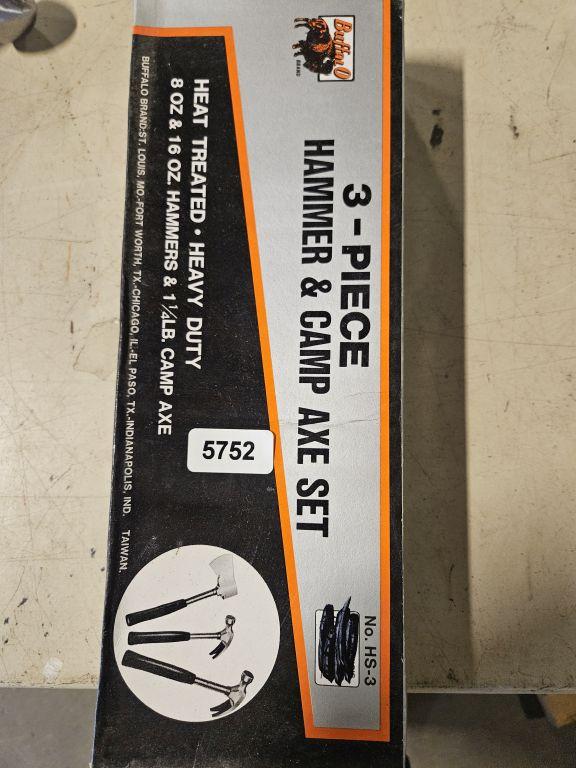 Buffalo
BRAND
3-PIECE
HAMMER & CAMP AXE SET
No. HS-3
HEAT TREATED • HEAVY DUTY
8 OZ & 16 OZ. HAMMERS & 1 1/4LB. CAMP AXE
BUFFALO BRAND:ST. LOUIS, MO.-FORT WORTH, TX.-CHICAGO, IL.-EL PASO, TX.-INDIANAPOLIS, IND. TAIWAN.
5752